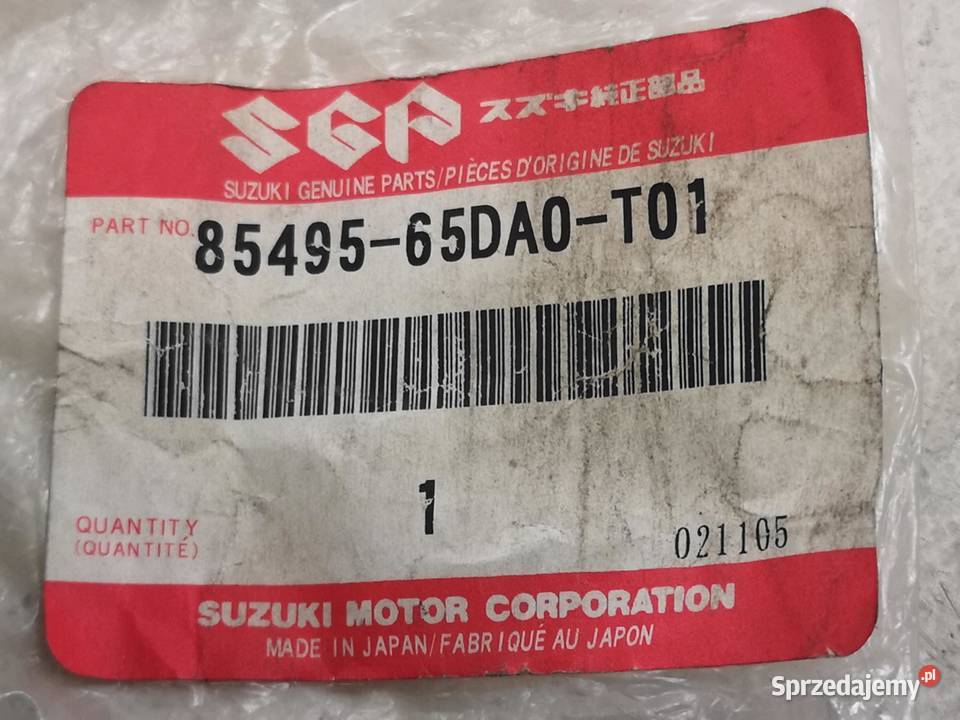 SGP スズキ純正部品
SUZUKI GENUINE PARTS/PIÈCES D'ORIGINE DE SUZUKI
PART NO. 85495-65DA0-T01
1
QUANTITY
(QUANTITÉ)
021105
SUZUKI MOTOR CORPORATION
MADE IN JAPAN/FABRIQUÉ AU JAPON
Sprzedajemy.pl